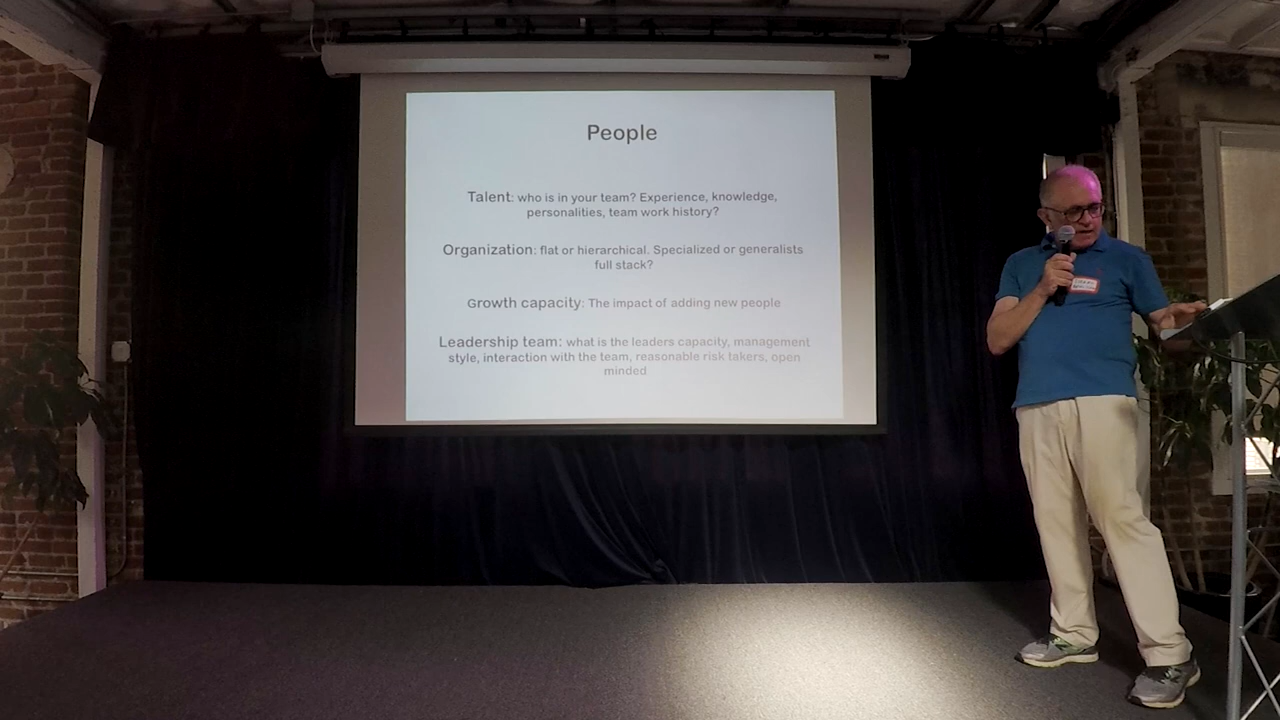 People
Talent: who is in your team? Experience, knowledge,
personalities, team work history?
Organization: flat or hierarchical. Specialized or generalists
full stack?
Growth capacity: The impact of adding new people
Leadership team: what is the leaders capacity, management
style, interaction with the team, reasonable risk takers, open
minded